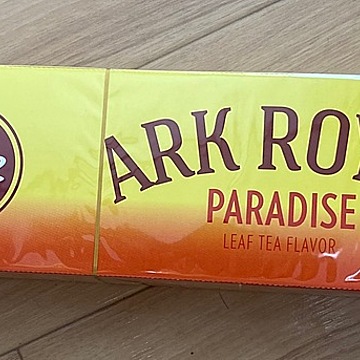 ARK RO
PARADISE
LEAF TEA FLAVOR